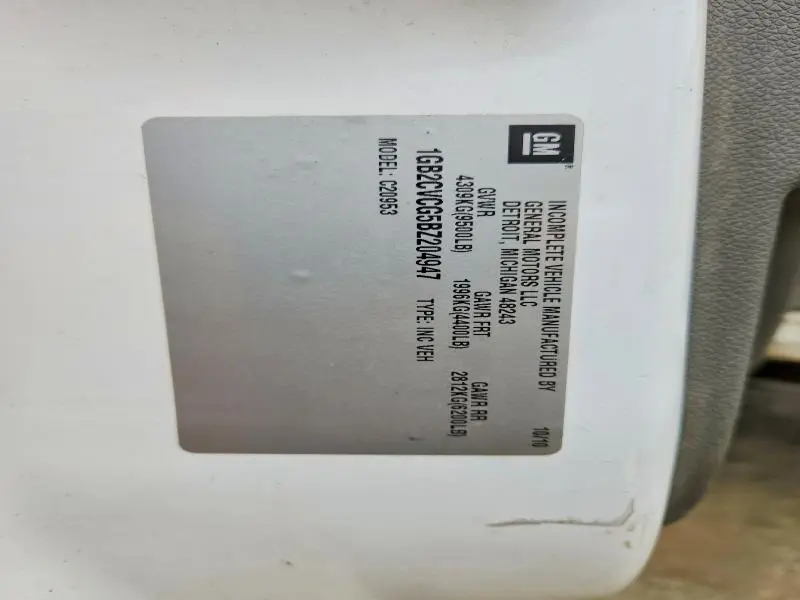 GM
INCOMPLETE VEHICLE MANUFACTURED BY
GENERAL MOTORS LLC
DETROIT, MICHIGAN 48243 10/10
GVWR GAWR FRT GAWR RR
4309KG(9500LB) 1996KG(4400LB) 2812KG(6200LB)
1GB2CVCG5BZ204947 TYPE: INC VEH
MODEL: C20953